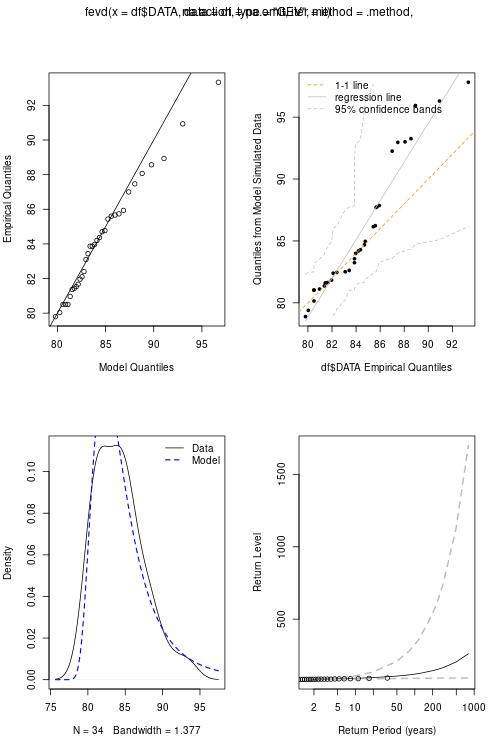 fevd(x = df$DATA, method = .method,
Empirical Quantiles
80 82 84 86 88 90 92
80 85 90 95
Model Quantiles
1-1 line
regression line
95% confidence bands
Quantiles from Model Simulated Data
80 85 90 95
80 82 84 86 88 90 92
df$DATA Empirical Quantiles
Data
Model
Density
0.00 0.02 0.04 0.06 0.08 0.10
75 80 85 90 95
N = 34 Bandwidth = 1.377
Return Level
500 1000 1500
2 5 10 50 200 1000
Return Period (years)